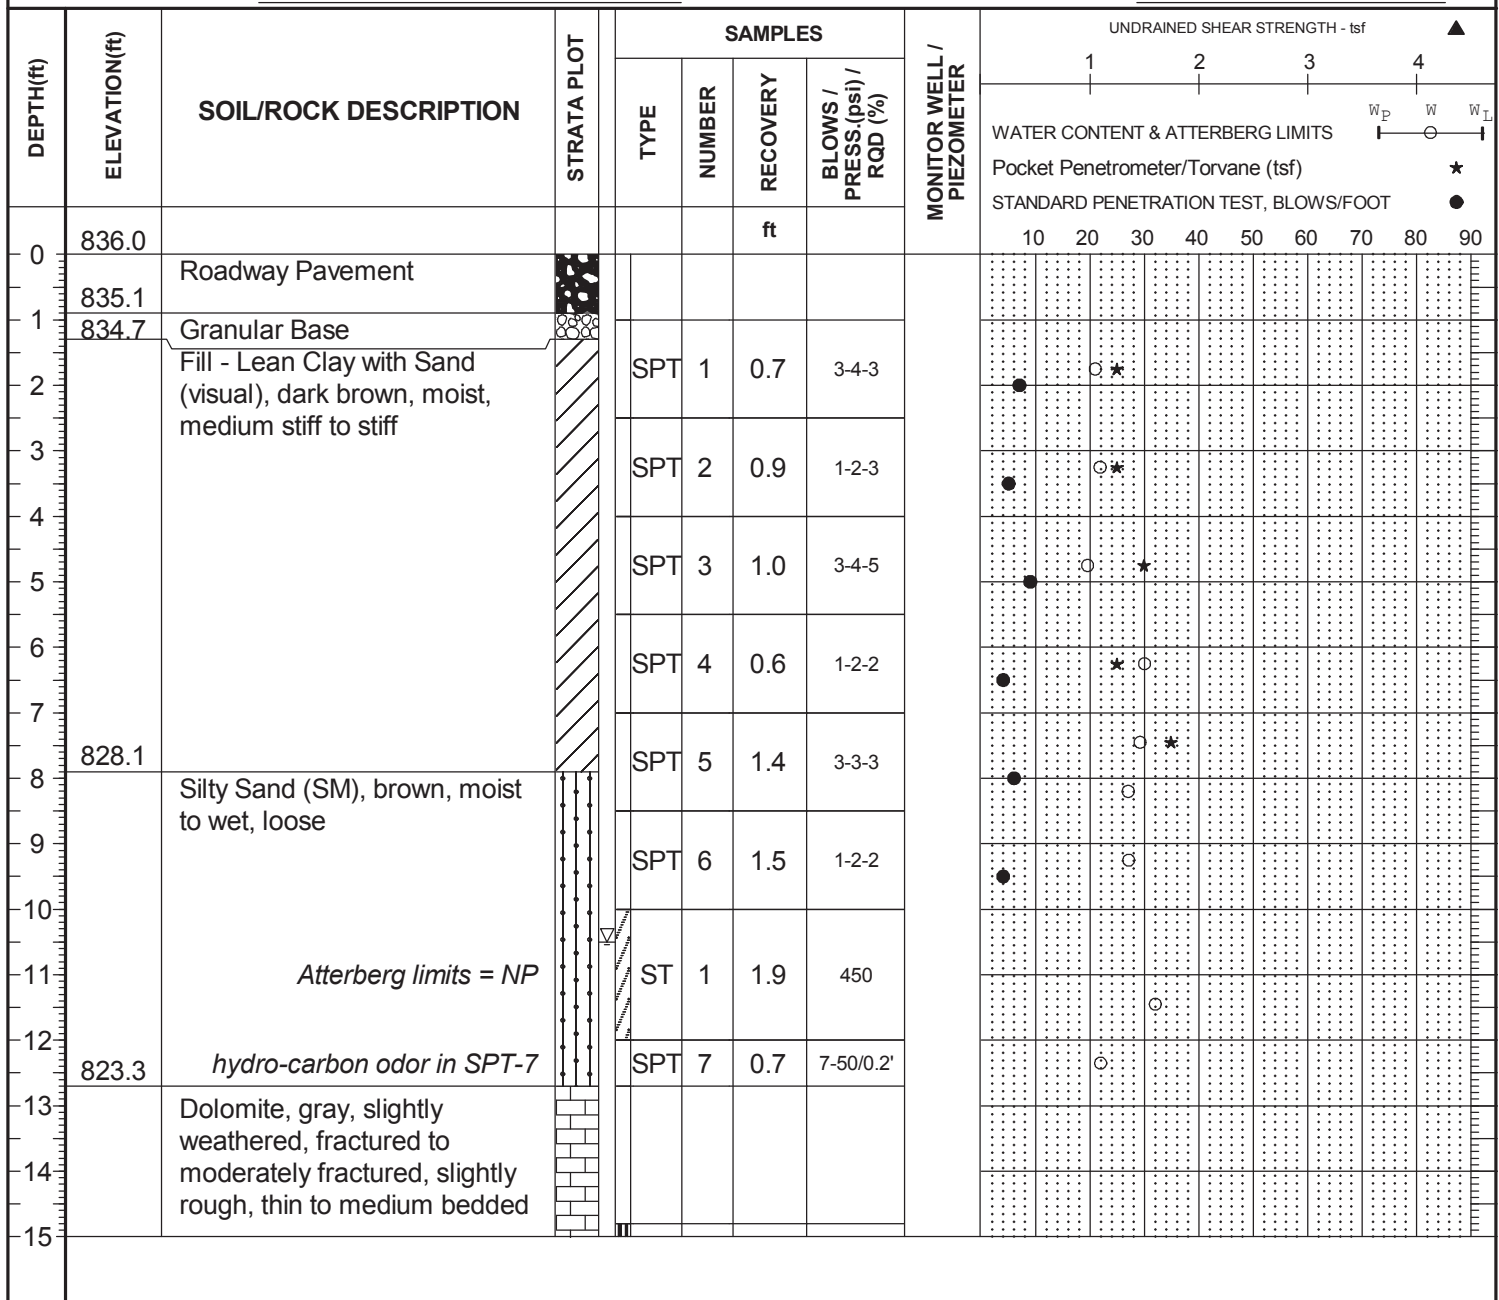 DEPTH(ft)
ELEVATION(ft)
SOIL/ROCK DESCRIPTION
STRATA PLOT
SAMPLES
TYPE
NUMBER
RECOVERY
BLOWS /
PRESS.(psi) /
RQD (%)
MONITOR WELL /
PIEZOMETER
UNDRAINED SHEAR STRENGTH - tsf
1 2 3 4
WP W WL
WATER CONTENT & ATTERBERG LIMITS
Pocket Penetrometer/Torvane (tsf)
STANDARD PENETRATION TEST, BLOWS/FOOT
ft
10 20 30 40 50 60 70 80 90
836.0
0
Roadway Pavement
835.1
1
834.7 Granular Base
Fill - Lean Clay with Sand
(visual), dark brown, moist,
medium stiff to stiff
SPT 1 0.7 3-4-3
2
3
SPT 2 0.9 1-2-3
4
SPT 3 1.0 3-4-5
5
6
SPT 4 0.6 1-2-2
7
828.1
SPT 5 1.4 3-3-3
8
Silty Sand (SM), brown, moist
to wet, loose
9
SPT 6 1.5 1-2-2
10
11
Atterberg limits = NP
ST 1 1.9 450
12
823.3
hydro-carbon odor in SPT-7
SPT 7 0.7 7-50/0.2'
13
Dolomite, gray, slightly
weathered, fractured to
moderately fractured, slightly
rough, thin to medium bedded
14
15